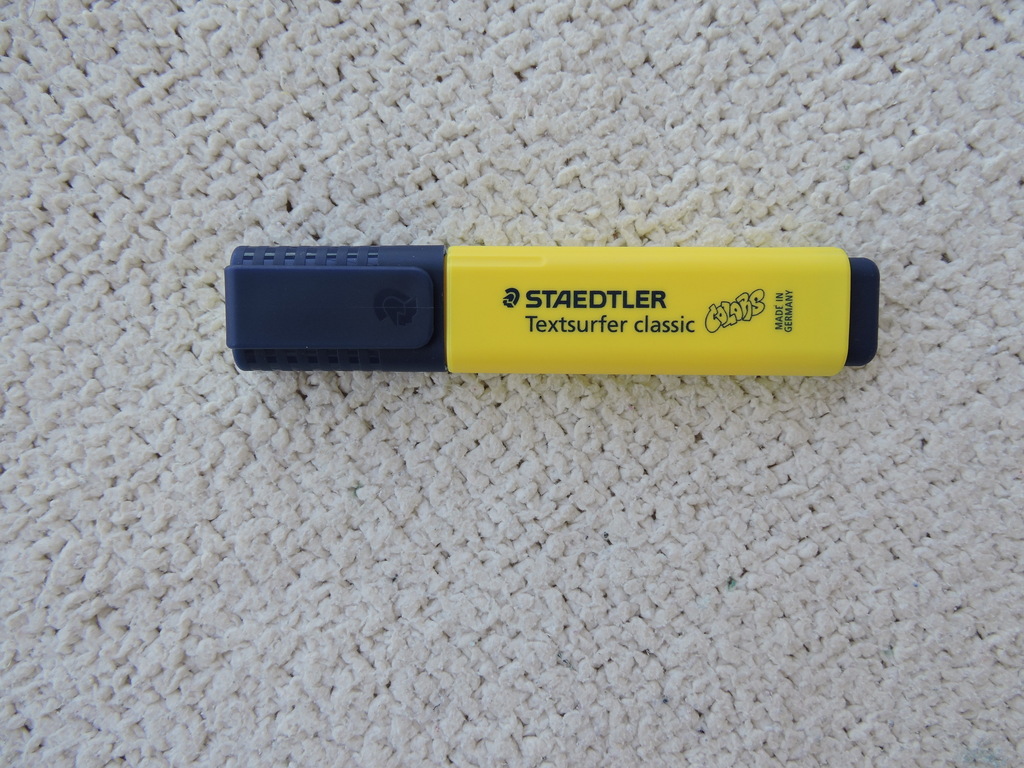 STAEDTLER
Textsurfer classic
COLORS
MADE IN
GERMANY